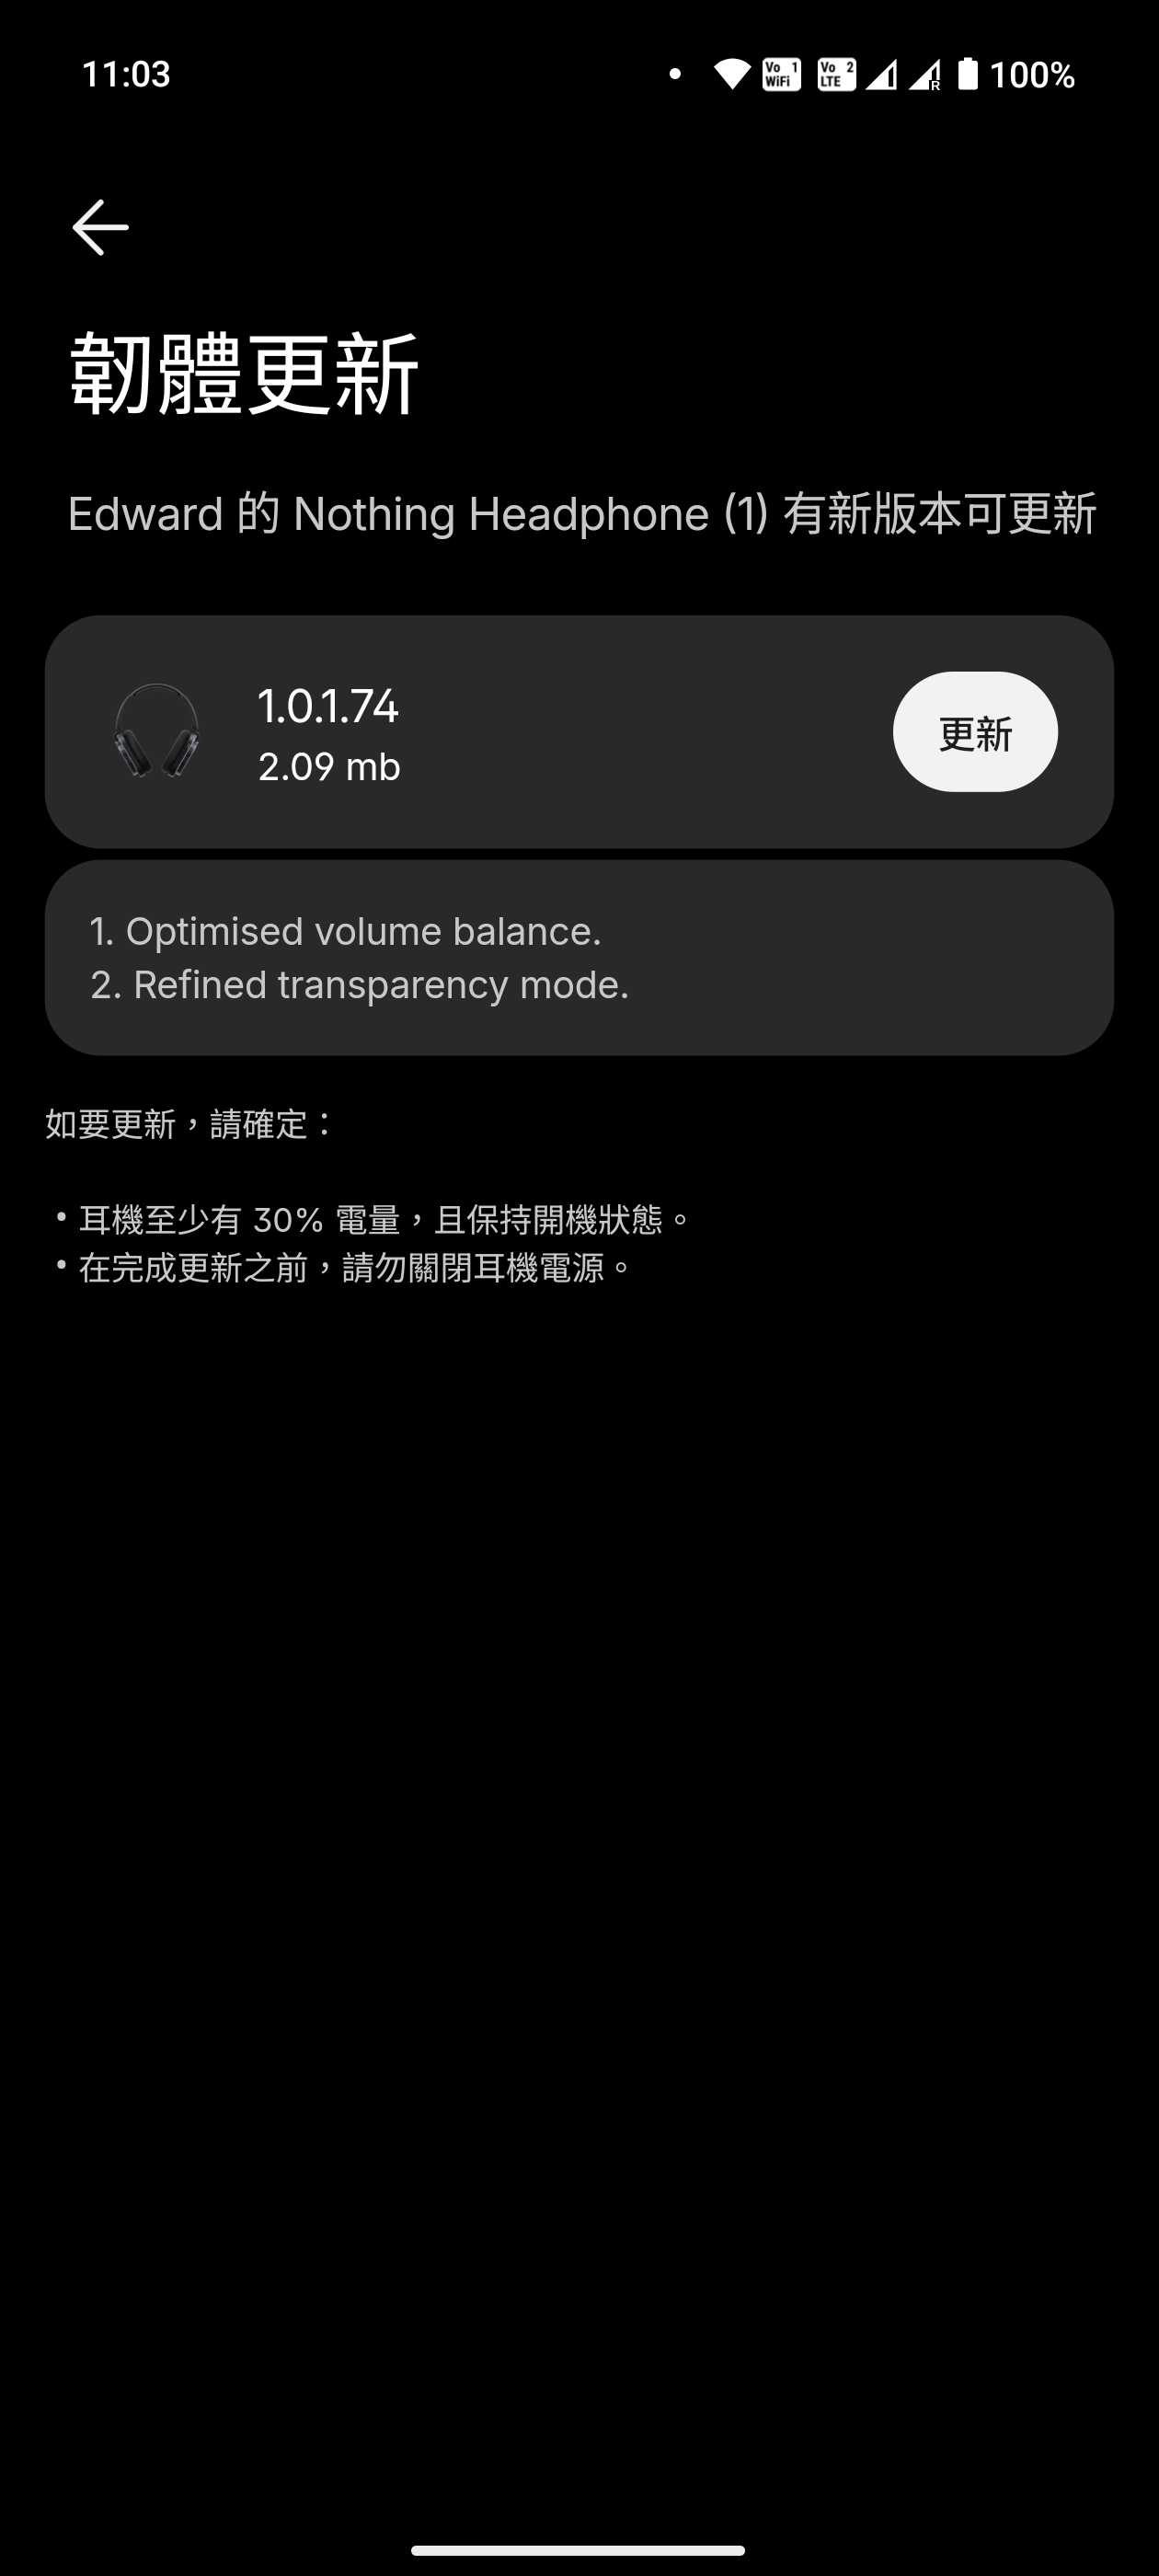 11:03
Vo 1 WiFi Vo 2 LTE R 100%
韌體更新
Edward 的 Nothing Headphone (1) 有新版本可更新
1.0.1.74
2.09 mb
更新
1. Optimised volume balance.
2. Refined transparency mode.
如要更新，請確定：
• 耳機至少有 30% 電量，且保持開機狀態。
• 在完成更新之前，請勿關閉耳機電源。